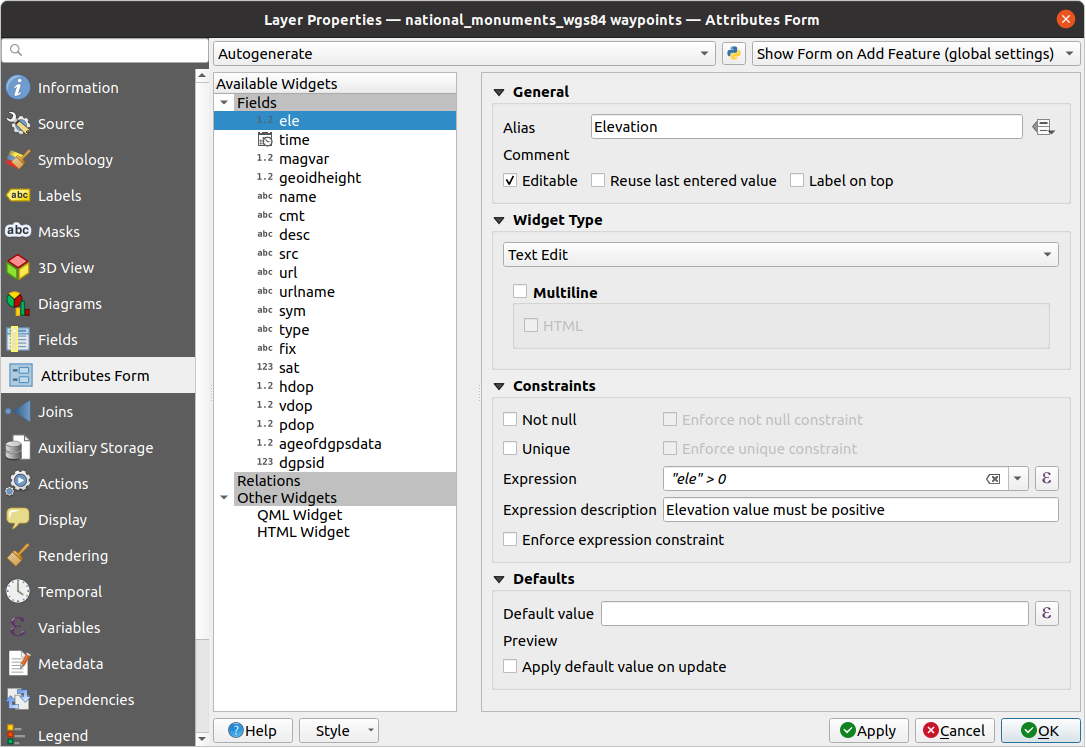 Layer Properties — national_monuments_wgs84 waypoints — Attributes Form
Autogenerate
Show Form on Add Feature (global settings)
Information
Source
Symbology
abc Labels
abc Masks
3D View
Diagrams
Fields
Attributes Form
Joins
Auxiliary Storage
Actions
Display
Rendering
Temporal
ε Variables
Metadata
Dependencies
Legend
Available Widgets
Fields
1.2 ele
time
1.2 magvar
1.2 geoidheight
abc name
abc cmt
abc desc
abc src
abc url
abc urlname
abc sym
abc type
abc fix
123 sat
1.2 hdop
1.2 vdop
1.2 pdop
1.2 ageofdgpsdata
123 dgpsid
Relations
Other Widgets
QML Widget
HTML Widget
General
Alias Elevation
Comment
Editable Reuse last entered value Label on top
Widget Type
Text Edit
Multiline
HTML
Constraints
Not null Enforce not null constraint
Unique Enforce unique constraint
Expression "ele" > 0 ε
Expression description Elevation value must be positive
Enforce expression constraint
Defaults
Default value ε
Preview
Apply default value on update
Help Style Apply Cancel OK